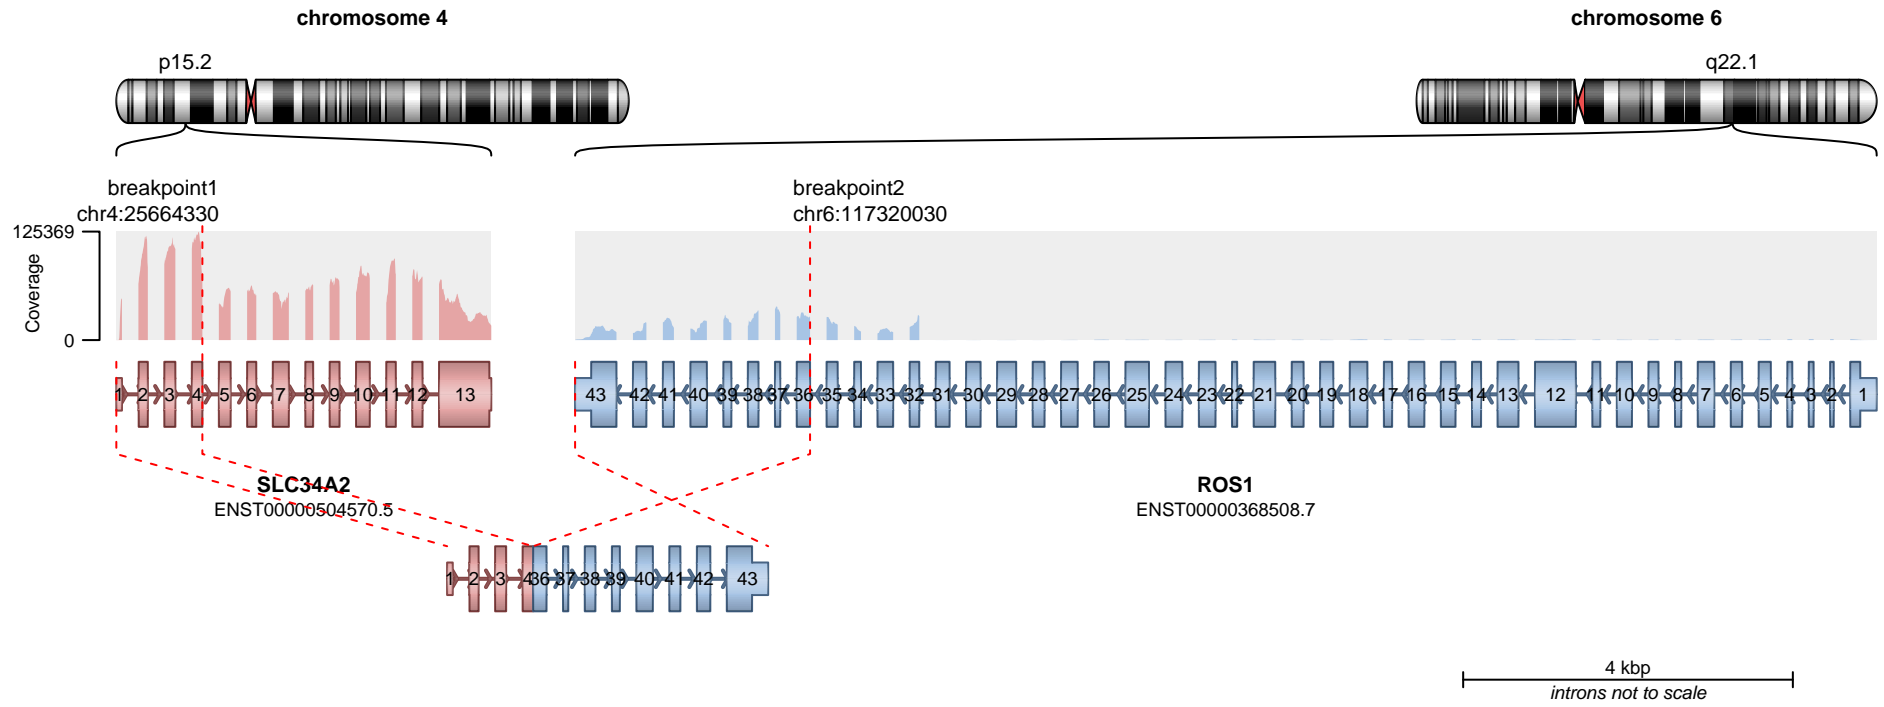 chromosome 4
chromosome 6
p15.2
q22.1
breakpoint1
chr4:25664330
breakpoint2
chr6:117320030
125369
Coverage
0
1 2 3 4 5 6 7 8 9 10 11 12 13
43 42 41 40 39 38 37 36 35 34 33 32 31 30 29 28 27 26 25 24 23 22 21 20 19 18 17 16 15 14 13 12 11 10 9 8 7 6 5 4 3 2 1
SLC34A2
ENST00000504570.5
ROS1
ENST00000368508.7
1 2 3 4 36 37 38 39 40 41 42 43
4 kbp
introns not to scale